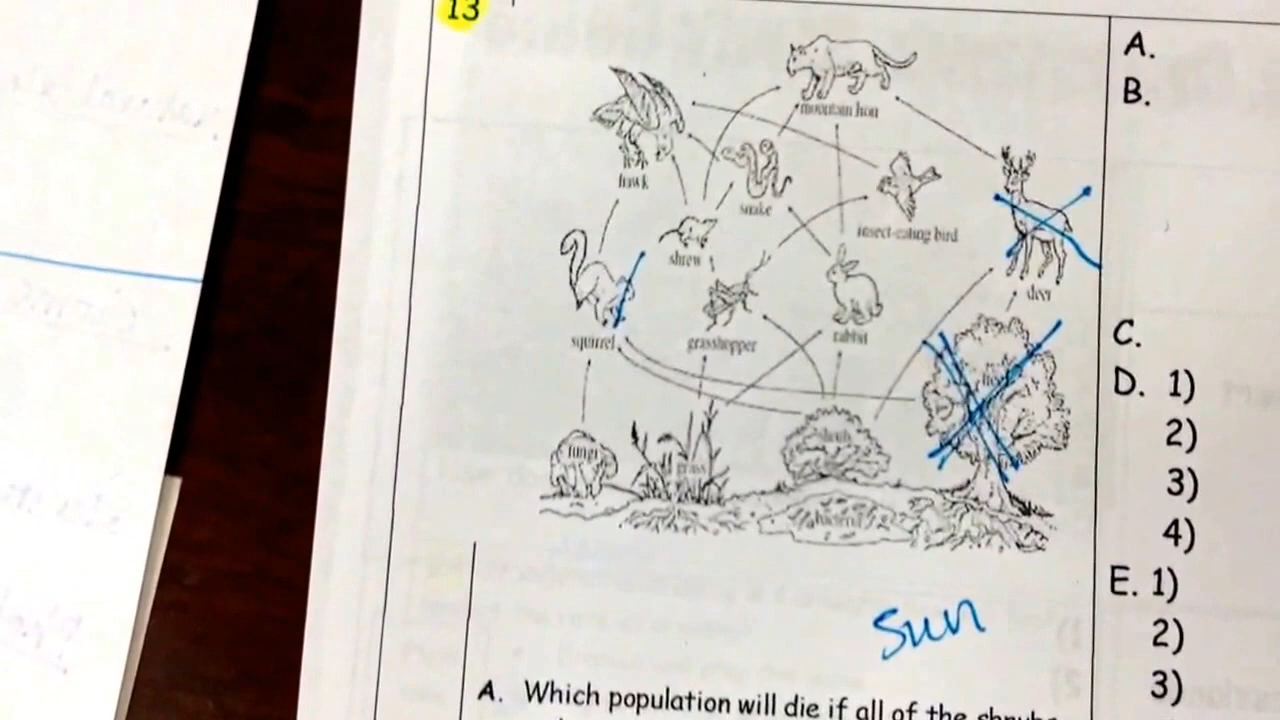 13
A.
mountain lion
B.
hawk
snake
insect-eating bird
shrew
deer
squirrel
grasshopper
rabbit
C.
D. 1)
fungi
grass
shrub
tree
2)
3)
bacteria
4)
E. 1)
Sun
2)
3)
A. Which population will die if all of the shrubs